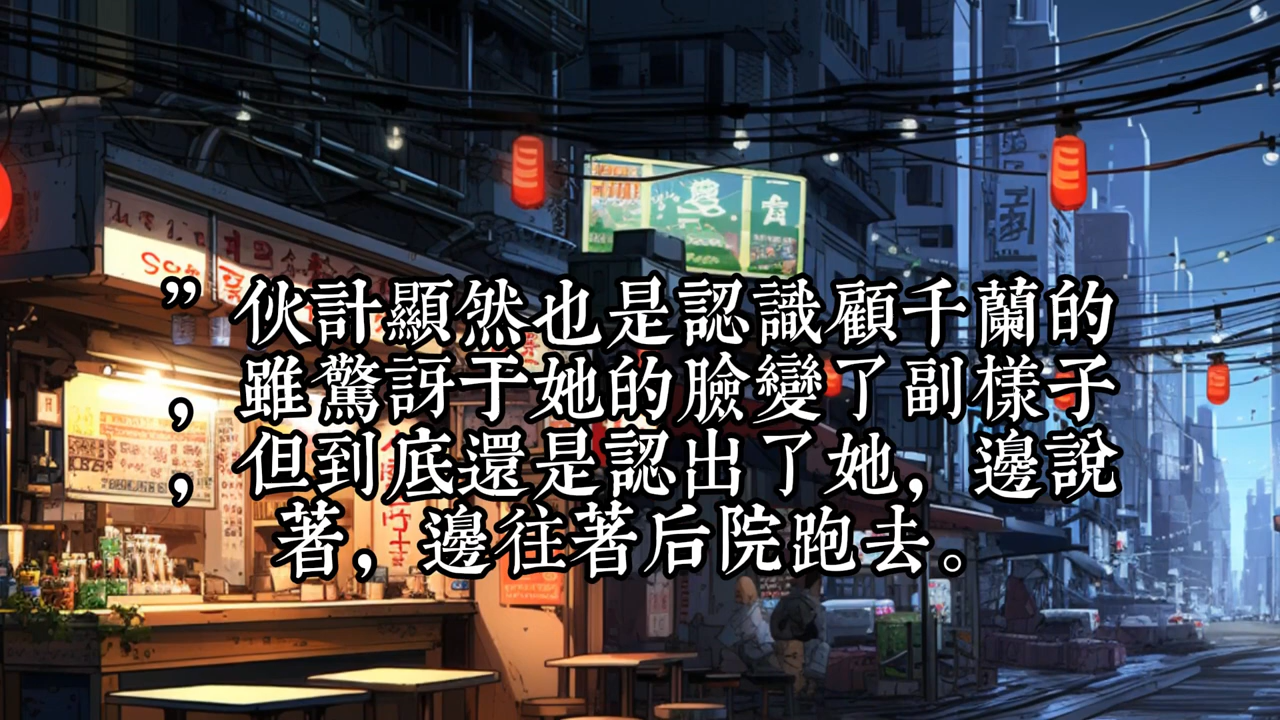 ”伙計顯然也是認識顧千蘭的
，雖驚訝于她的臉變了副樣子
，但到底還是認出了她，邊說
著，邊往著后院跑去。